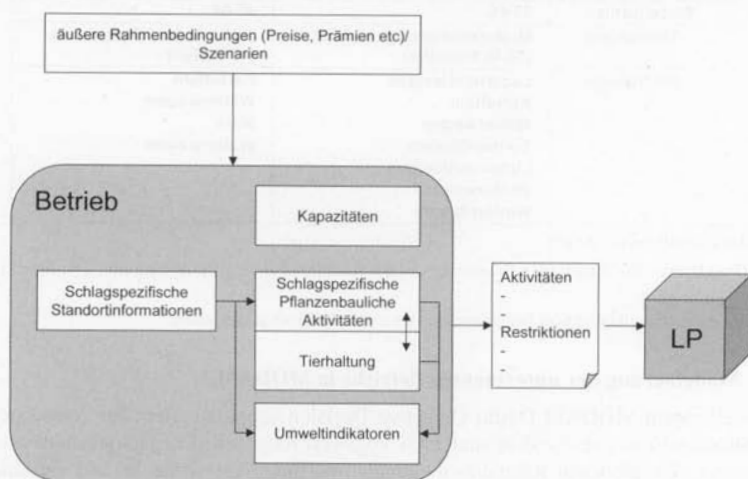 äußere Rahmenbedingungen (Preise, Prämien etc)/
Szenarien
Betrieb
Kapazitäten
Schlagspezifische
Standortinformationen
Schlagspezifische
Pflanzenbauliche
Aktivitäten
Tierhaltung
Umweltindikatoren
Aktivitäten
-
-
Restriktionen
-
-
LP